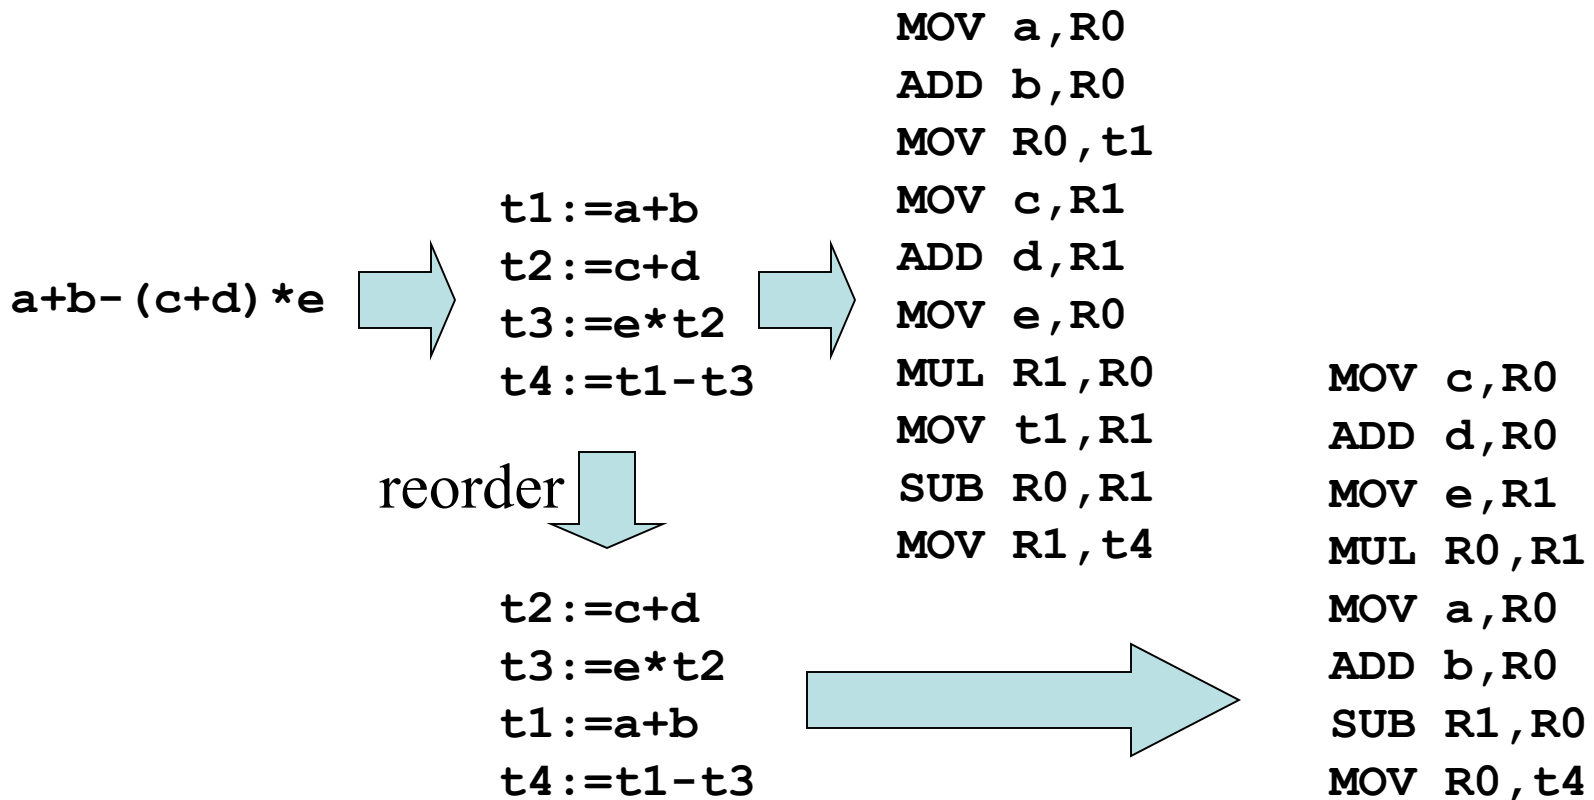 a+b-(c+d)*e
t1:=a+b
t2:=c+d
t3:=e*t2
t4:=t1-t3
MOV a,R0
ADD b,R0
MOV R0,t1
MOV c,R1
ADD d,R1
MOV e,R0
MUL R1,R0
MOV t1,R1
SUB R0,R1
MOV R1,t4
reorder
t2:=c+d
t3:=e*t2
t1:=a+b
t4:=t1-t3
MOV c,R0
ADD d,R0
MOV e,R1
MUL R0,R1
MOV a,R0
ADD b,R0
SUB R1,R0
MOV R0,t4